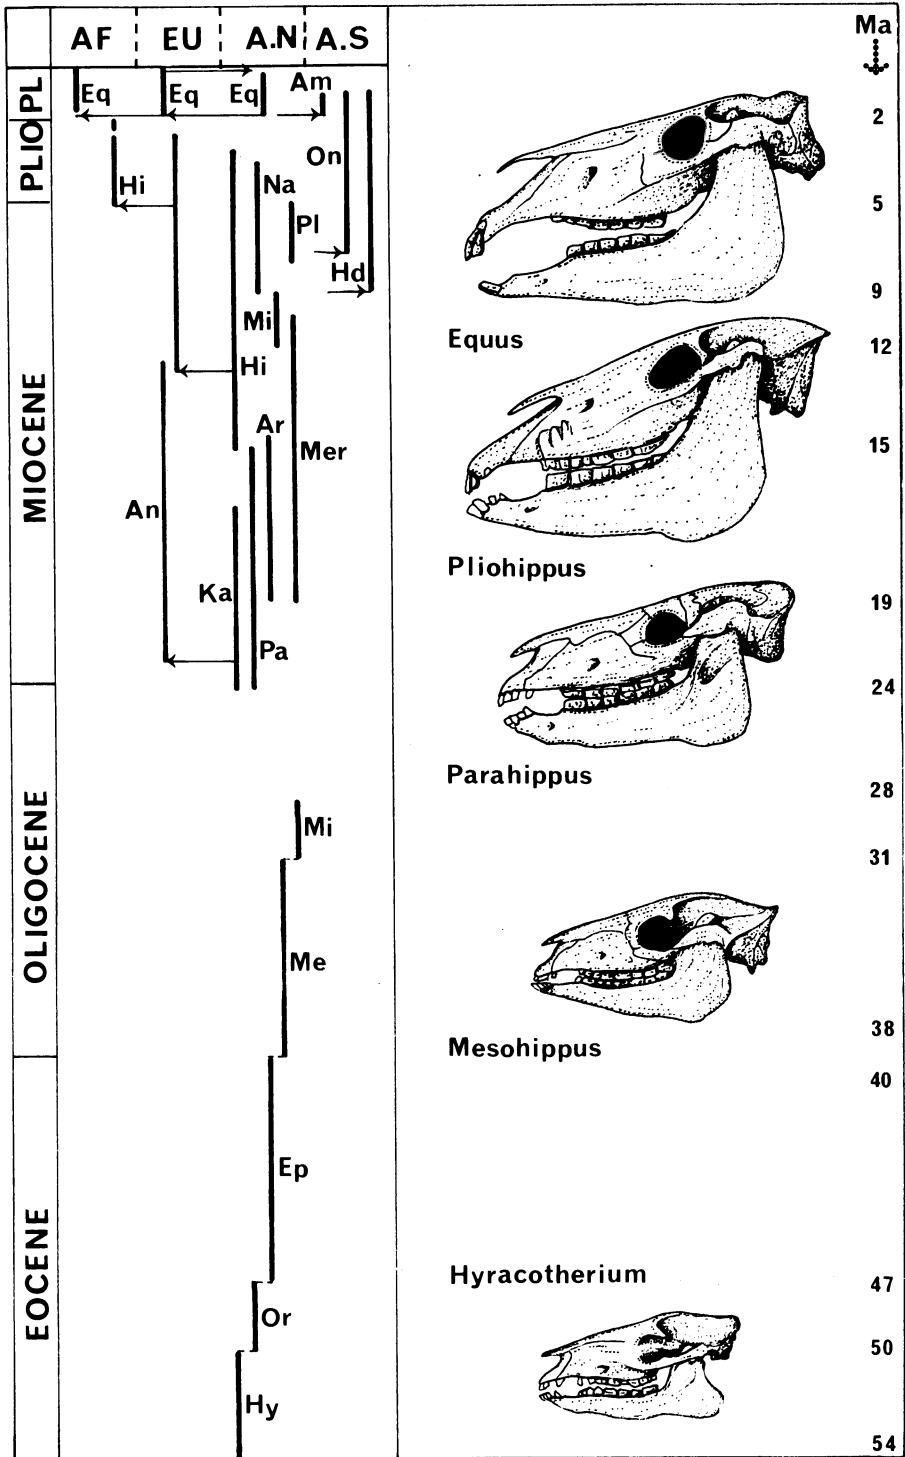 AF EU A.N A.S Ma
PL
PLIO
MIOCENE
OLIGOCENE
EOCENE
Eq Eq Eq Am
On
Hi Na
Pl
Hd
Mi
Hi
Ar
Mer
An
Ka
Pa
Mi
Me
Ep
Or
Hy
Equus
Pliohippus
Parahippus
Mesohippus
Hyracotherium
2
5
9
12
15
19
24
28
31
38
40
47
50
54